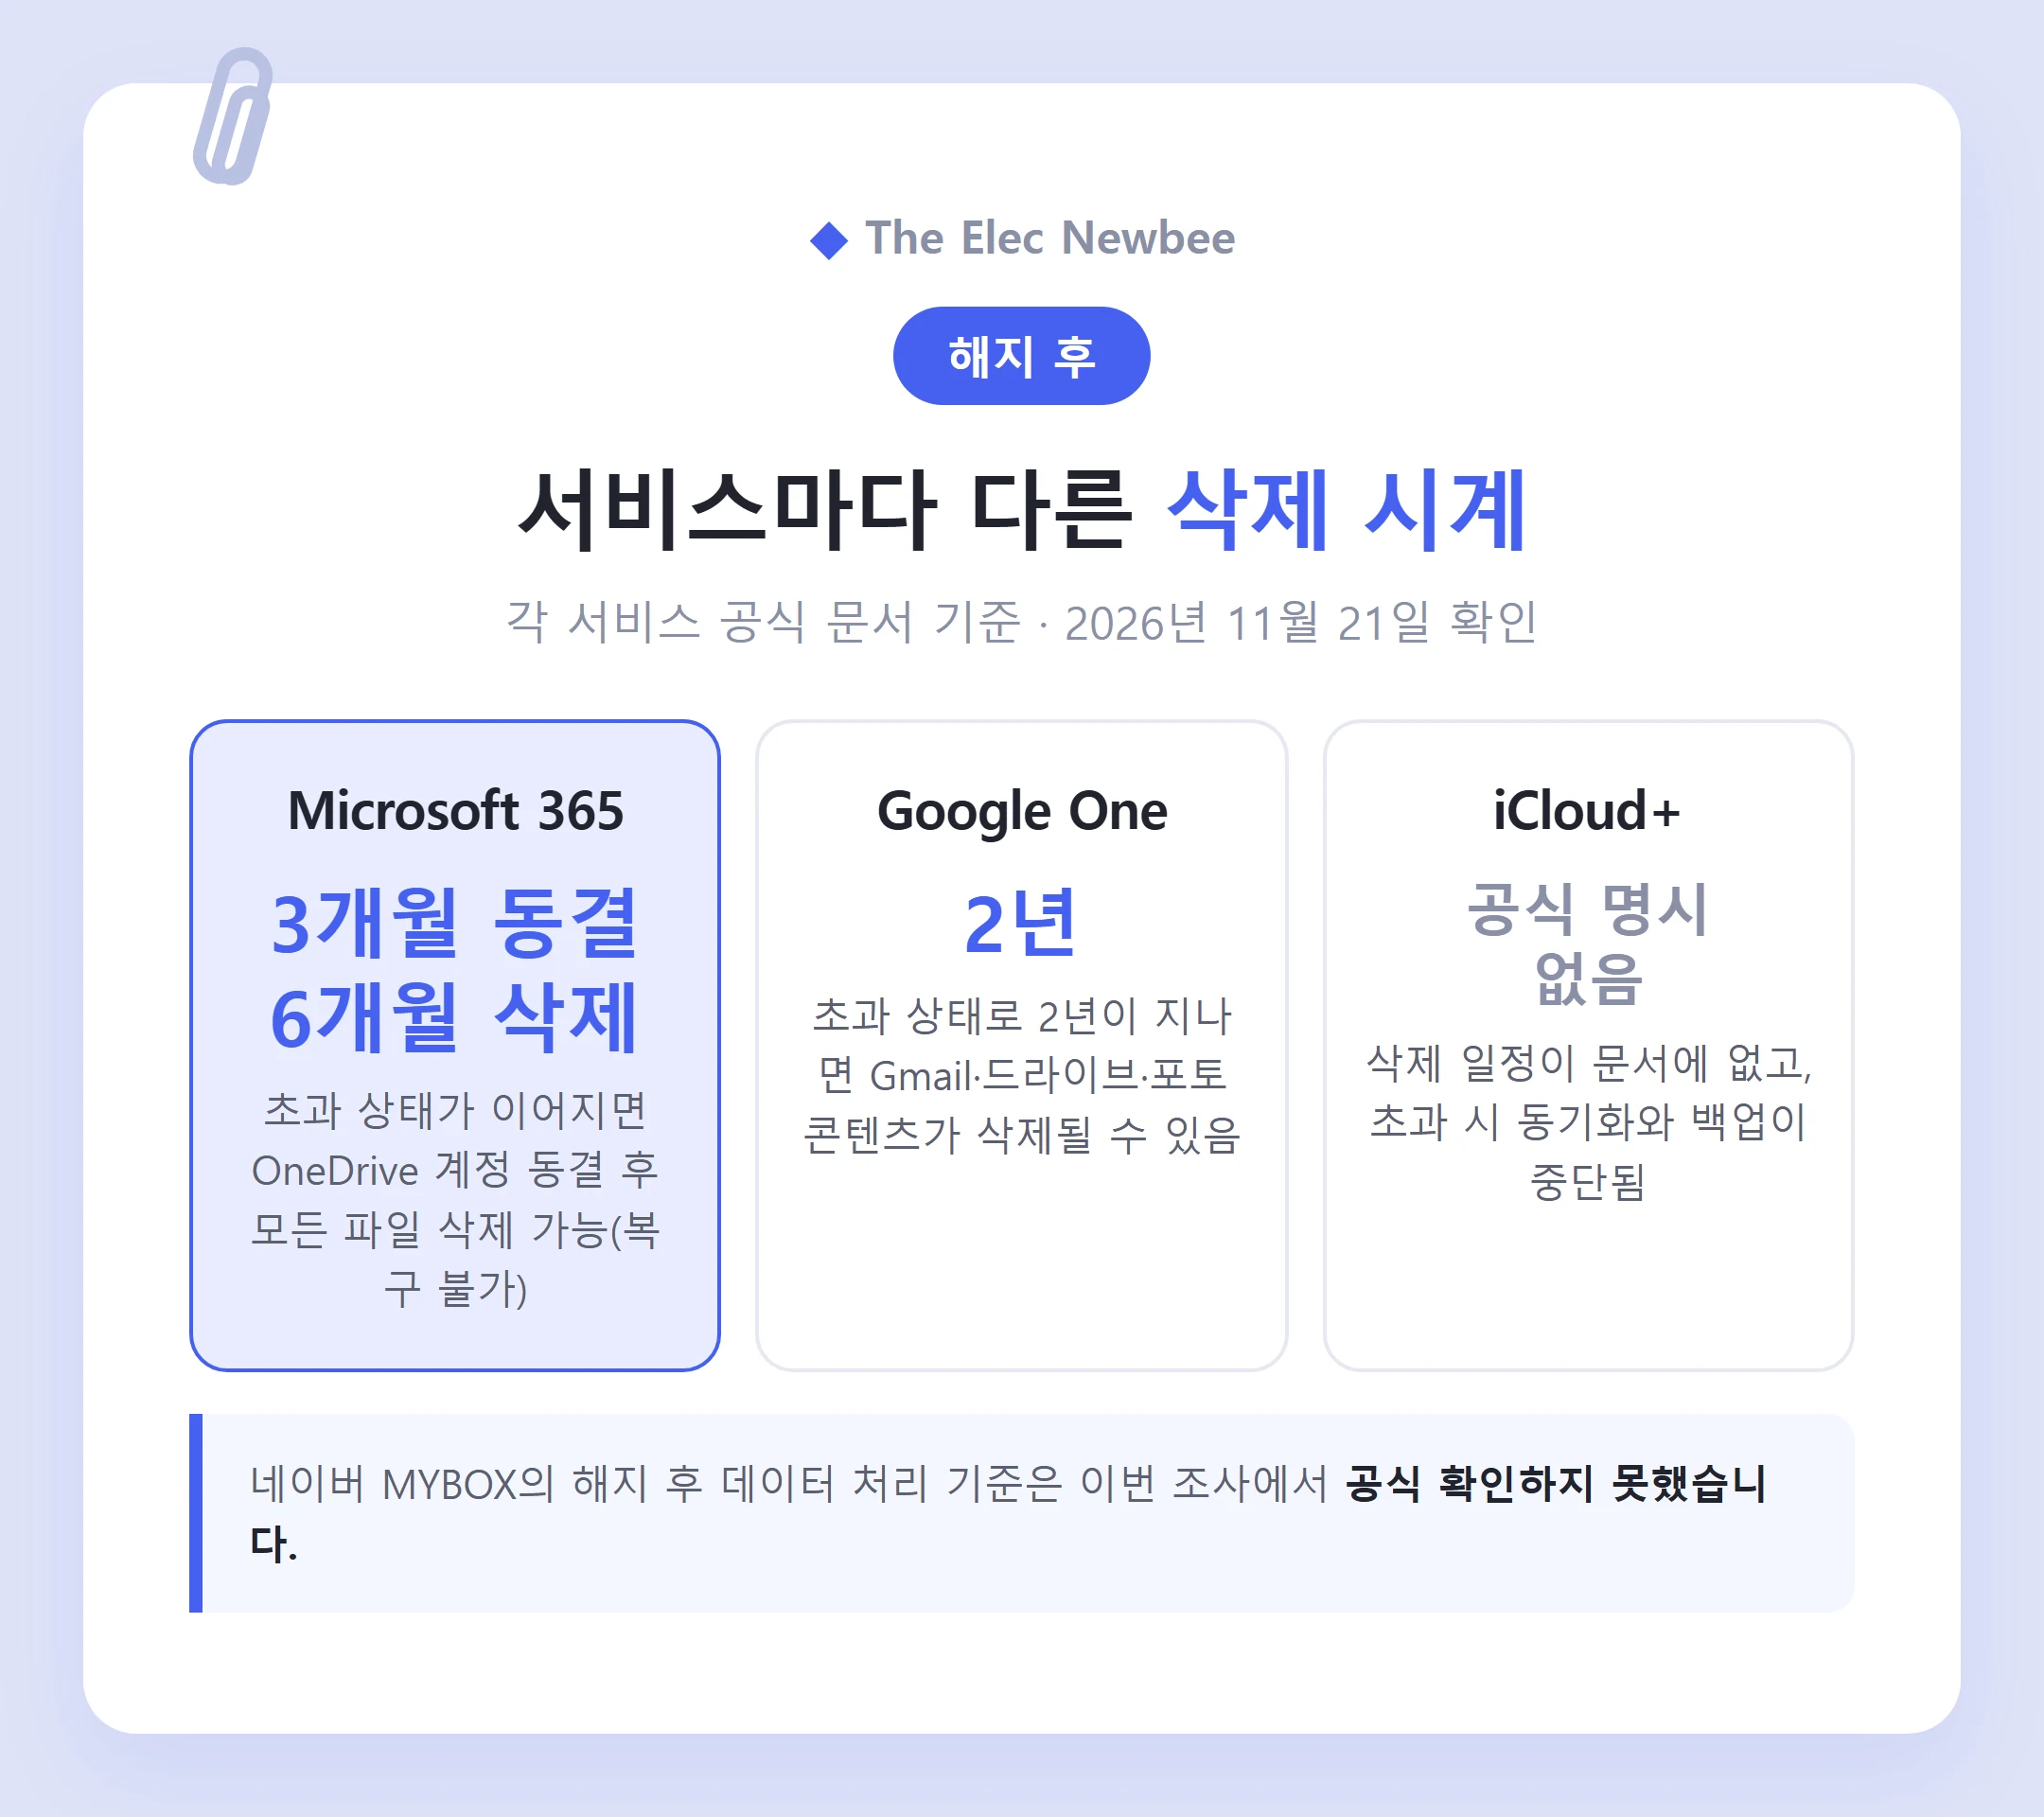 The Elec Newbee
해지 후
서비스마다 다른 삭제 시계
각 서비스 공식 문서 기준 · 2026년 11월 21일 확인
Microsoft 365
3개월 동결
6개월 삭제
초과 상태가 이어지면
OneDrive 계정 동결 후
모든 파일 삭제 가능(복
구 불가)
Google One
2년
초과 상태로 2년이 지나
면 Gmail·드라이브·포토
콘텐츠가 삭제될 수 있음
iCloud+
공식 명시
없음
삭제 일정이 문서에 없고,
초과 시 동기화와 백업이
중단됨
네이버 MYBOX의 해지 후 데이터 처리 기준은 이번 조사에서 공식 확인하지 못했습니
다.